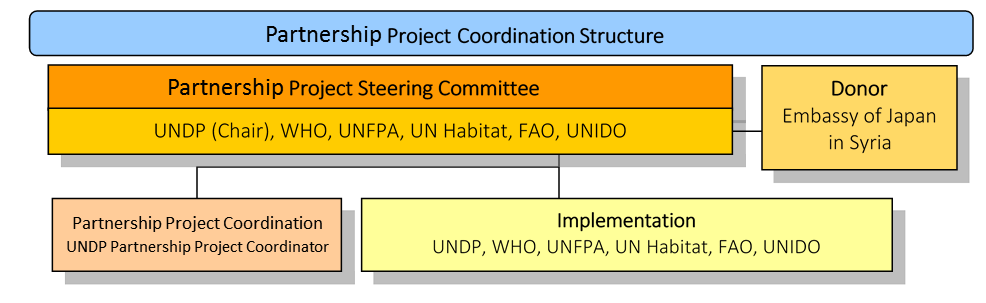 Partnership Project Coordination Structure
Partnership Project Steering Committee
UNDP (Chair), WHO, UNFPA, UN Habitat, FAO, UNIDO
Donor
Embassy of Japan
in Syria
Partnership Project Coordination
UNDP Partnership Project Coordinator
Implementation
UNDP, WHO, UNFPA, UN Habitat, FAO, UNIDO